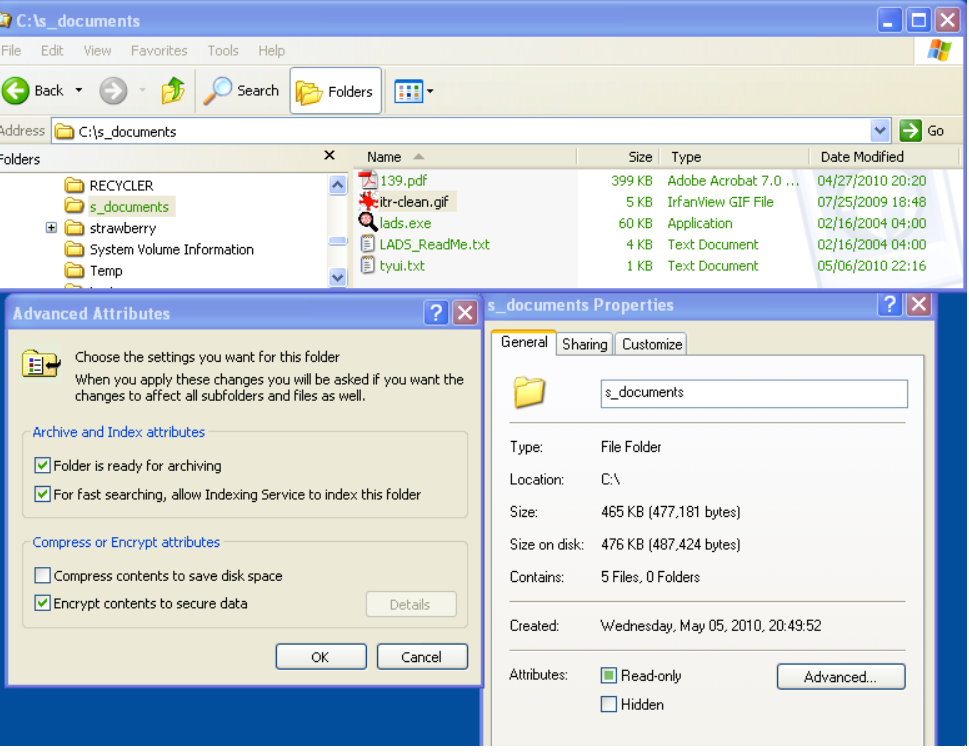 C:\s_documents
File Edit View Favorites Tools Help
Back Search Folders
Address C:\s_documents Go
Folders
RECYCLER
s_documents
strawberry
System Volume Information
Temp
Name Size Type Date Modified
139.pdf 399 KB Adobe Acrobat 7.0 ... 04/27/2010 20:20
itr-clean.gif 5 KB IrfanView GIF File 07/25/2009 18:48
lads.exe 60 KB Application 02/16/2004 04:00
LADS_ReadMe.txt 4 KB Text Document 02/16/2004 04:00
tyui.txt 1 KB Text Document 05/06/2010 22:16
Advanced Attributes
Choose the settings you want for this folder
When you apply these changes you will be asked if you want the
changes to affect all subfolders and files as well.
Archive and Index attributes
Folder is ready for archiving
For fast searching, allow Indexing Service to index this folder
Compress or Encrypt attributes
Compress contents to save disk space
Encrypt contents to secure data
Details
OK Cancel
s_documents Properties
General Sharing Customize
s_documents
Type: File Folder
Location: C:\
Size: 465 KB (477,181 bytes)
Size on disk: 476 KB (487,424 bytes)
Contains: 5 Files, 0 Folders
Created: Wednesday, May 05, 2010, 20:49:52
Attributes: Read-only Advanced...
Hidden